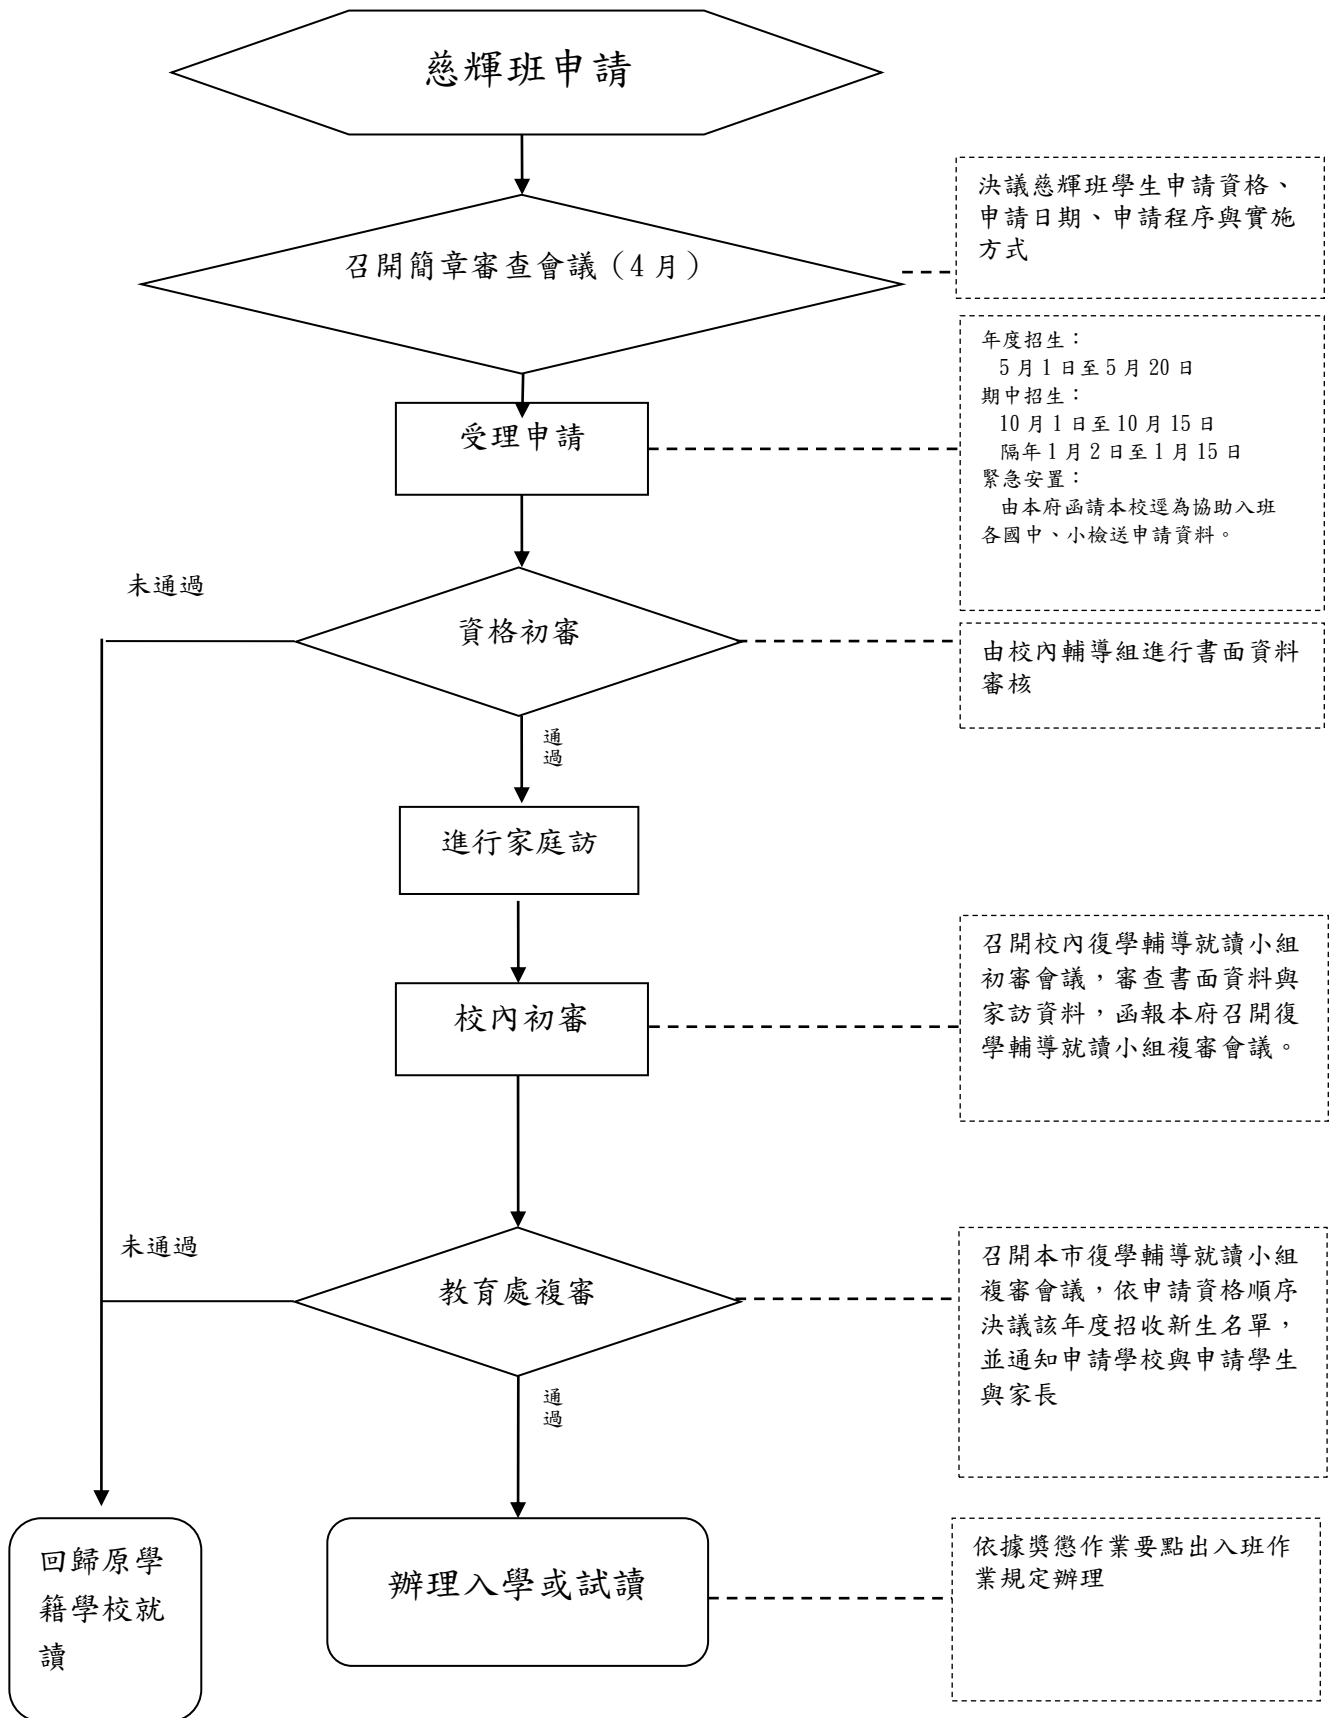 慈輝班申請
召開簡章審查會議（4 月）
決議慈輝班學生申請資格、
申請日期、申請程序與實施
方式
受理申請
年度招生：
5 月 1 日至 5 月 20 日
期中招生：
10 月 1 日至 10 月 15 日
隔年 1 月 2 日至 1 月 15 日
緊急安置：
由本府函請本校逕為協助入班
各國中、小檢送申請資料。
未通過
資格初審
由校內輔導組進行書面資料
審核
通
過
進行家庭訪
校內初審
召開校內復學輔導就讀小組
初審會議，審查書面資料與
家訪資料，函報本府召開復
學輔導就讀小組複審會議。
未通過
教育處複審
召開本市復學輔導就讀小組
複審會議，依申請資格順序
決議該年度招收新生名單，
並通知申請學校與申請學生
與家長
通
過
回歸原學
籍學校就
讀
辦理入學或試讀
依據獎懲作業要點出入班作
業規定辦理